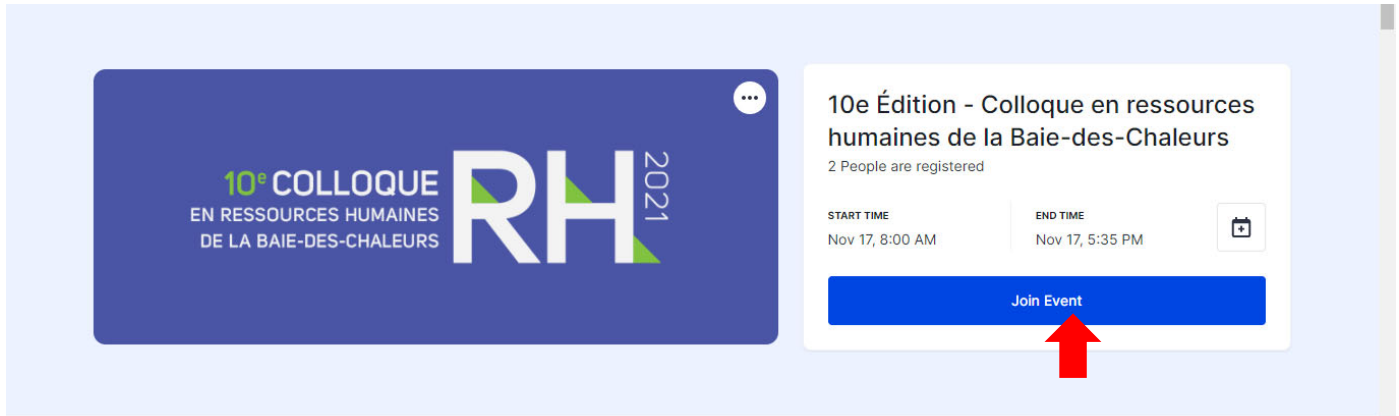 10e COLLOQUE
EN RESSOURCES HUMAINES
DE LA BAIE-DES-CHALEURS
RH
2021
10e Édition - Colloque en ressources
humaines de la Baie-des-Chaleurs
2 People are registered
START TIME
Nov 17, 8:00 AM
END TIME
Nov 17, 5:35 PM
Join Event